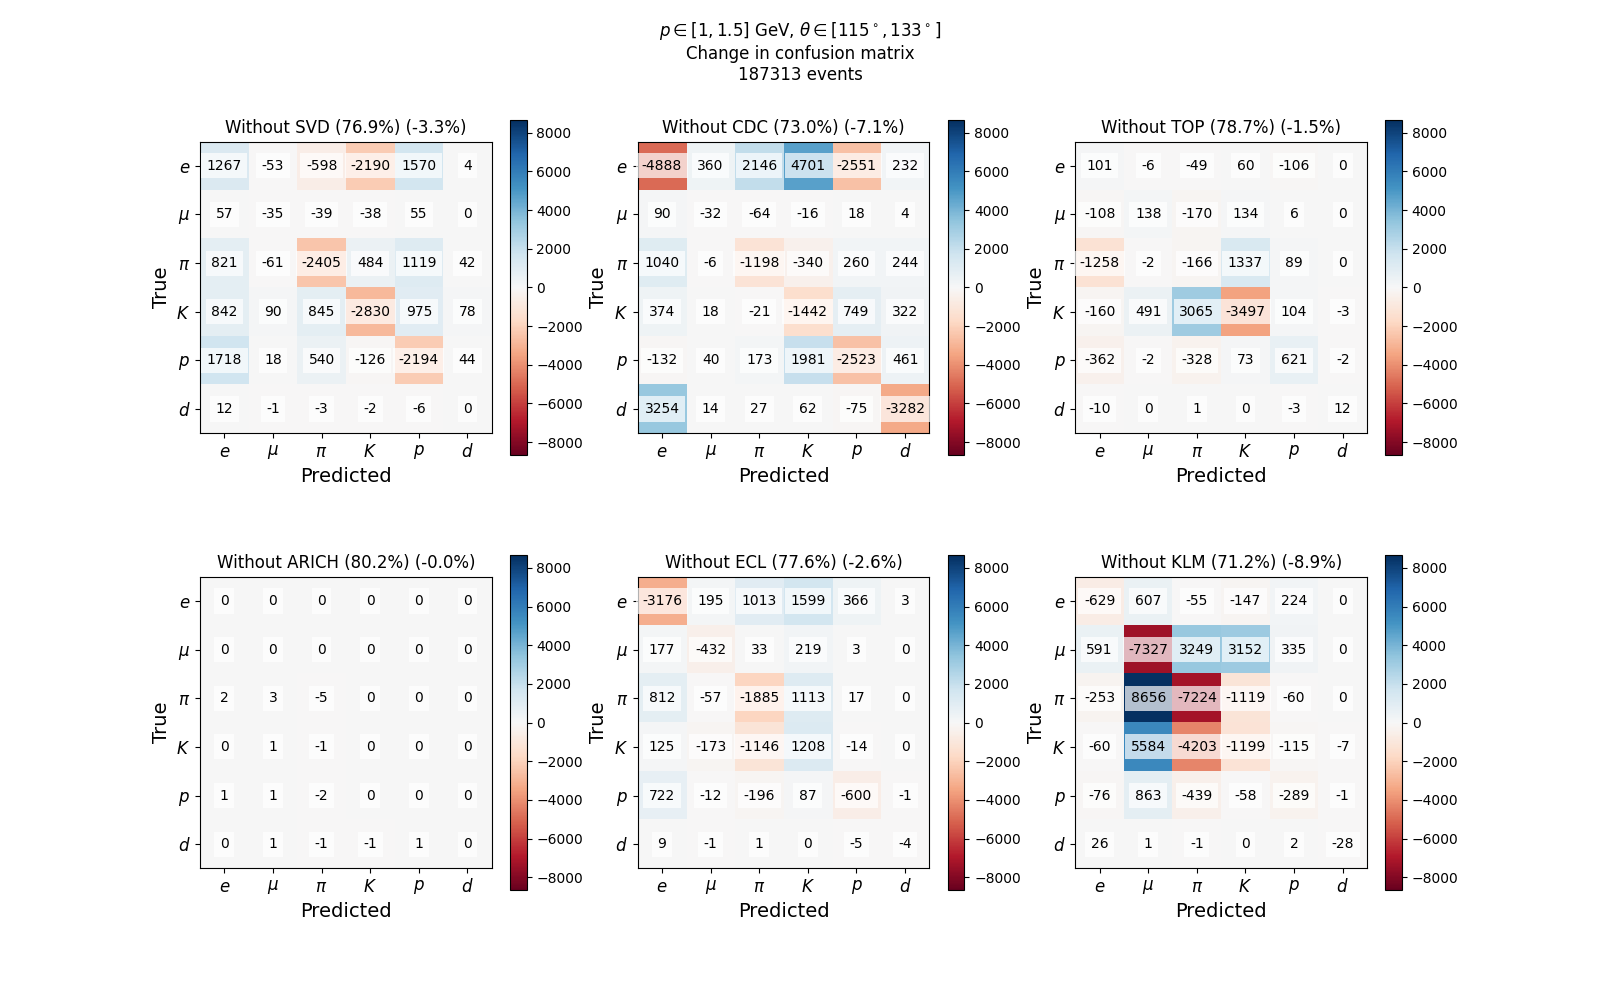 p ∈ [1, 1.5] GeV, θ ∈ [115°, 133°]
Change in confusion matrix
187313 events
Without SVD (76.9%) (-3.3%)
e 1267 -53 -598 -2190 1570 4
μ 57 -35 -39 -38 55 0
π 821 -61 -2405 484 1119 42
K 842 90 845 -2830 975 78
p 1718 18 540 -126 -2194 44
d 12 -1 -3 -2 -6 0
e μ π K p d
Predicted
True
8000
6000
4000
2000
0
−2000
−4000
−6000
−8000
Without CDC (73.0%) (-7.1%)
e -4888 360 2146 4701 -2551 232
μ 90 -32 -64 -16 18 4
π 1040 -6 -1198 -340 260 244
K 374 18 -21 -1442 749 322
p -132 40 173 1981 -2523 461
d 3254 14 27 62 -75 -3282
e μ π K p d
Predicted
True
8000
6000
4000
2000
0
−2000
−4000
−6000
−8000
Without TOP (78.7%) (-1.5%)
e 101 -6 -49 60 -106 0
μ -108 138 -170 134 6 0
π -1258 -2 -166 1337 89 0
K -160 491 3065 -3497 104 -3
p -362 -2 -328 73 621 -2
d -10 0 1 0 -3 12
e μ π K p d
Predicted
True
8000
6000
4000
2000
0
−2000
−4000
−6000
−8000
Without ARICH (80.2%) (-0.0%)
e 0 0 0 0 0 0
μ 0 0 0 0 0 0
π 2 3 -5 0 0 0
K 0 1 -1 0 0 0
p 1 1 -2 0 0 0
d 0 1 -1 -1 1 0
e μ π K p d
Predicted
True
8000
6000
4000
2000
0
−2000
−4000
−6000
−8000
Without ECL (77.6%) (-2.6%)
e -3176 195 1013 1599 366 3
μ 177 -432 33 219 3 0
π 812 -57 -1885 1113 17 0
K 125 -173 -1146 1208 -14 0
p 722 -12 -196 87 -600 -1
d 9 -1 1 0 -5 -4
e μ π K p d
Predicted
True
8000
6000
4000
2000
0
−2000
−4000
−6000
−8000
Without KLM (71.2%) (-8.9%)
e -629 607 -55 -147 224 0
μ 591 -7327 3249 3152 335 0
π -253 8656 -7224 -1119 -60 0
K -60 5584 -4203 -1199 -115 -7
p -76 863 -439 -58 -289 -1
d 26 1 -1 0 2 -28
e μ π K p d
Predicted
True
8000
6000
4000
2000
0
−2000
−4000
−6000
−8000